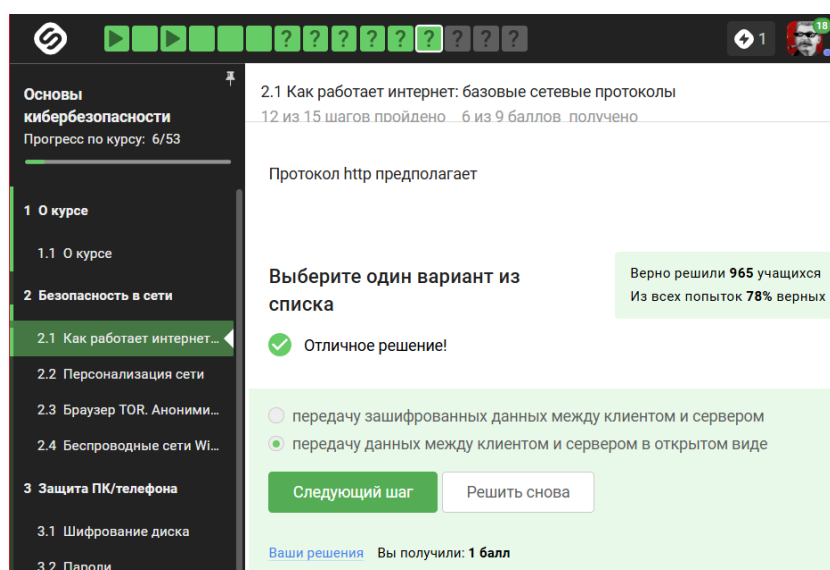 ? ? ? ? ? ? ? ? ?
1
18
Основы
кибербезопасности
Прогресс по курсу: 6/53
1 О курсе
1.1 О курсе
2 Безопасность в сети
2.1 Как работает интернет...
2.2 Персонализация сети
2.3 Браузер TOR. Аноними...
2.4 Беспроводные сети Wi...
3 Защита ПК/телефона
3.1 Шифрование диска
3.2 Пароли
2.1 Как работает интернет: базовые сетевые протоколы
12 из 15 шагов пройдено 6 из 9 баллов получено
Протокол http предполагает
Выберите один вариант из
списка
Верно решили 965 учащихся
Из всех попыток 78% верных
Отличное решение!
передачу зашифрованных данных между клиентом и сервером
передачу данных между клиентом и сервером в открытом виде
Следующий шаг
Решить снова
Ваши решения Вы получили: 1 балл